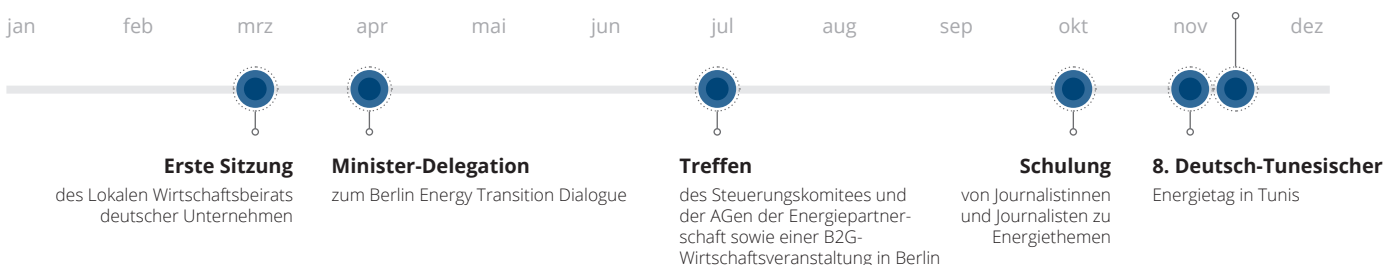 jan feb mrz apr mai jun jul aug sep okt nov dez
Erste Sitzung
des Lokalen Wirtschaftsbeirats
deutscher Unternehmen
Minister-Delegation
zum Berlin Energy Transition Dialogue
Treffen
des Steuerungskomitees und
der AGen der Energiepartner-
schaft sowie einer B2G-
Wirtschaftsveranstaltung in Berlin
Schulung
von Journalistinnen
und Journalisten zu
Energiethemen
8. Deutsch-Tunesischer
Energietag in Tunis